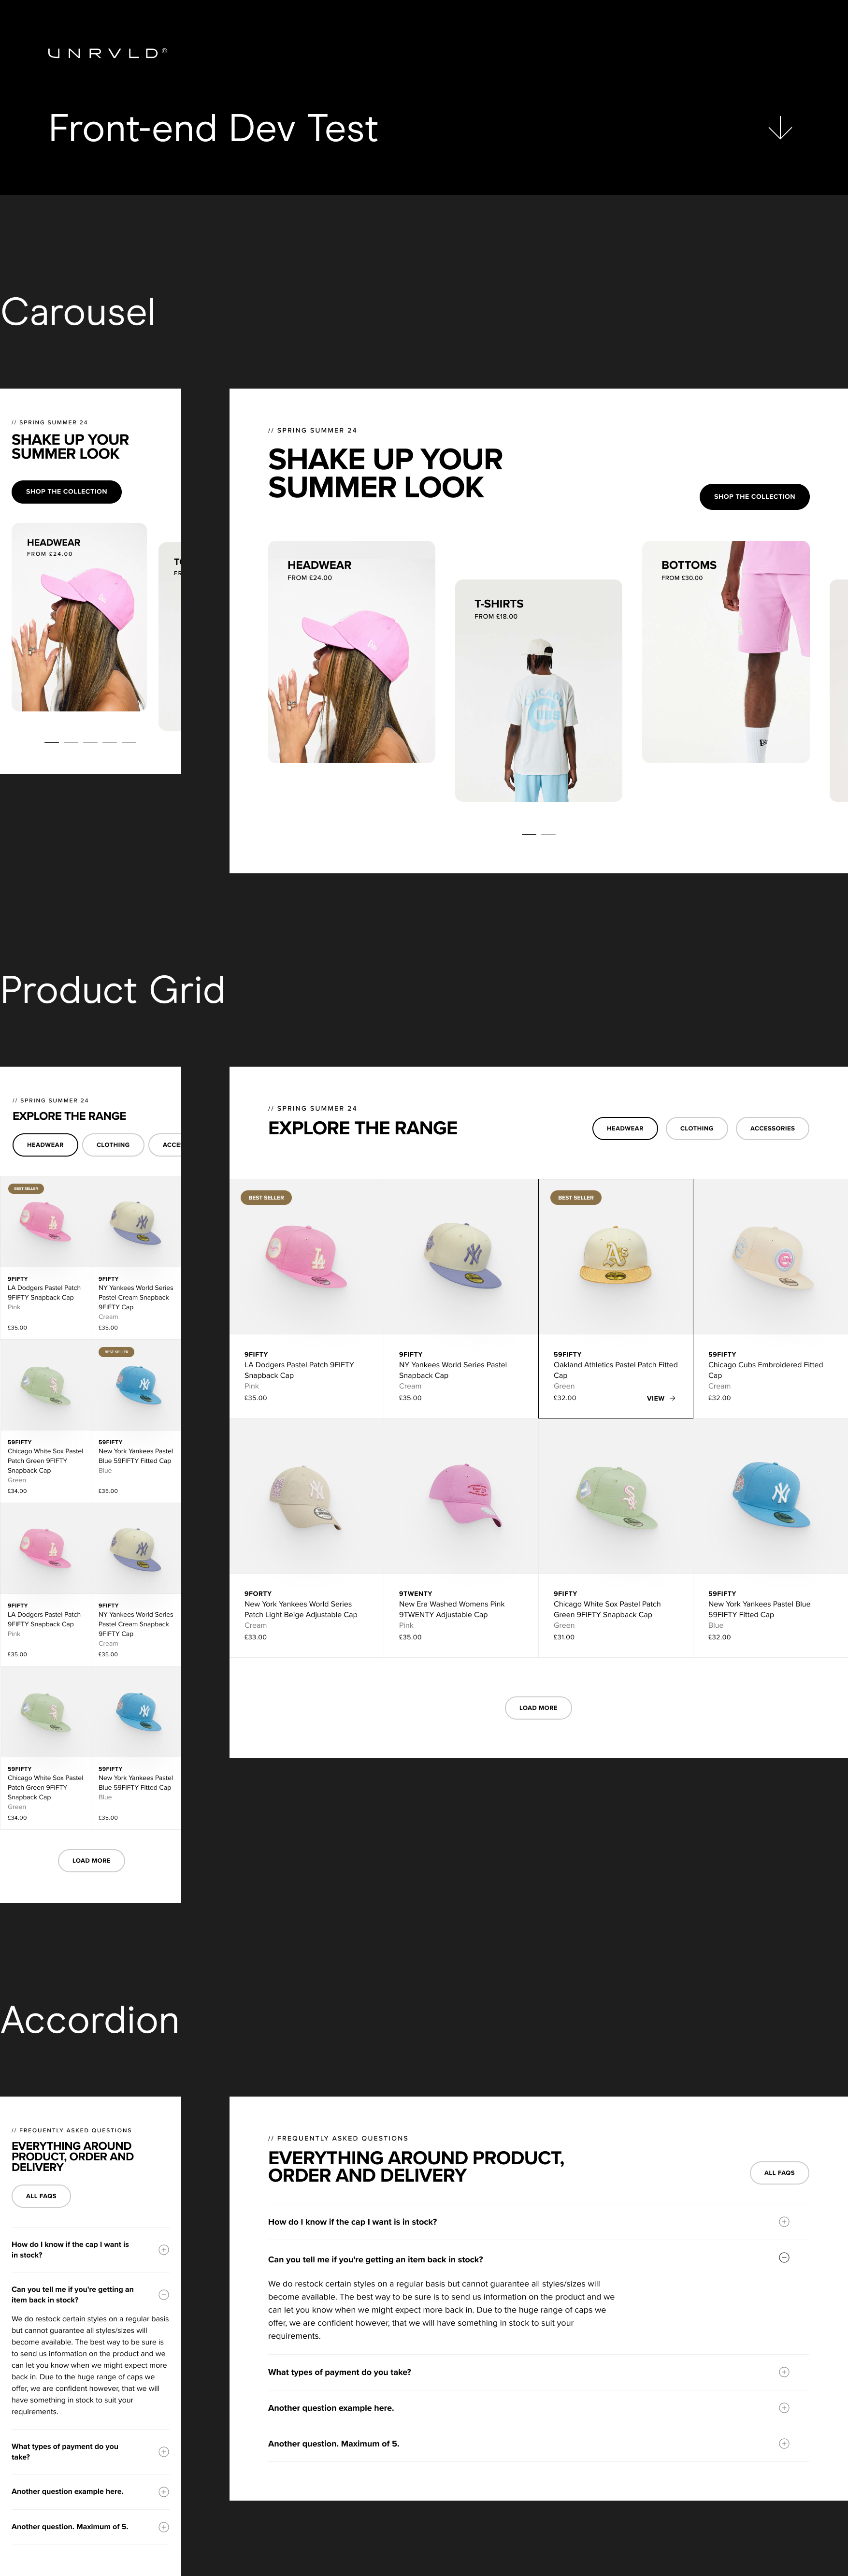 UNRVLD®
Front-end Dev Test
Carousel
// SPRING SUMMER 24
SHAKE UP YOUR
SUMMER LOOK
SHOP THE COLLECTION
HEADWEAR
FROM £24.00
// SPRING SUMMER 24
SHAKE UP YOUR
SUMMER LOOK
SHOP THE COLLECTION
HEADWEAR
FROM £24.00
T-SHIRTS
FROM £18.00
BOTTOMS
FROM £30.00
Product Grid
// SPRING SUMMER 24
EXPLORE THE RANGE
HEADWEAR
CLOTHING
BEST SELLER
9FIFTY
LA Dodgers Pastel Patch
9FIFTY Snapback Cap
Pink
£35.00
9FIFTY
NY Yankees World Series
Pastel Cream Snapback
9FIFTY Cap
Cream
£35.00
59FIFTY
Chicago White Sox Pastel
Patch Green 9FIFTY
Snapback Cap
Green
£34.00
BEST SELLER
59FIFTY
New York Yankees Pastel
Blue 59FIFTY Fitted Cap
Blue
£35.00
9FIFTY
LA Dodgers Pastel Patch
9FIFTY Snapback Cap
Pink
£35.00
9FIFTY
NY Yankees World Series
Pastel Cream Snapback
9FIFTY Cap
Cream
£35.00
59FIFTY
Chicago White Sox Pastel
Patch Green 9FIFTY
Snapback Cap
Green
£34.00
59FIFTY
New York Yankees Pastel
Blue 59FIFTY Fitted Cap
Blue
£35.00
LOAD MORE
// SPRING SUMMER 24
EXPLORE THE RANGE
HEADWEAR
CLOTHING
ACCESSORIES
BEST SELLER
9FIFTY
LA Dodgers Pastel Patch 9FIFTY
Snapback Cap
Pink
£35.00
9FIFTY
NY Yankees World Series Pastel
Snapback Cap
Cream
£35.00
BEST SELLER
59FIFTY
Oakland Athletics Pastel Patch Fitted
Cap
Green
£32.00
VIEW
59FIFTY
Chicago Cubs Embroidered Fitted
Cap
Cream
£32.00
9FORTY
New York Yankees World Series
Patch Light Beige Adjustable Cap
Cream
£33.00
9TWENTY
New Era Washed Womens Pink
9TWENTY Adjustable Cap
Pink
£35.00
9FIFTY
Chicago White Sox Pastel Patch
Green 9FIFTY Snapback Cap
Green
£31.00
59FIFTY
New York Yankees Pastel Blue
59FIFTY Fitted Cap
Blue
£32.00
LOAD MORE
Accordion
// FREQUENTLY ASKED QUESTIONS
EVERYTHING AROUND
PRODUCT, ORDER AND
DELIVERY
ALL FAQS
How do I know if the cap I want is
in stock?
Can you tell me if you're getting an
item back in stock?
We do restock certain styles on a regular basis
but cannot guarantee all styles/sizes will
become available. The best way to be sure is
to send us information on the product and we
can let you know when we might expect more
back in. Due to the huge range of caps we
offer, we are confident however, that we will
have something in stock to suit your
requirements.
What types of payment do you
take?
Another question example here.
Another question. Maximum of 5.
// FREQUENTLY ASKED QUESTIONS
EVERYTHING AROUND PRODUCT,
ORDER AND DELIVERY
ALL FAQS
How do I know if the cap I want is in stock?
Can you tell me if you're getting an item back in stock?
We do restock certain styles on a regular basis but cannot guarantee all styles/sizes will
become available. The best way to be sure is to send us information on the product and we
can let you know when we might expect more back in. Due to the huge range of caps we
offer, we are confident however, that we will have something in stock to suit your
requirements.
What types of payment do you take?
Another question example here.
Another question. Maximum of 5.